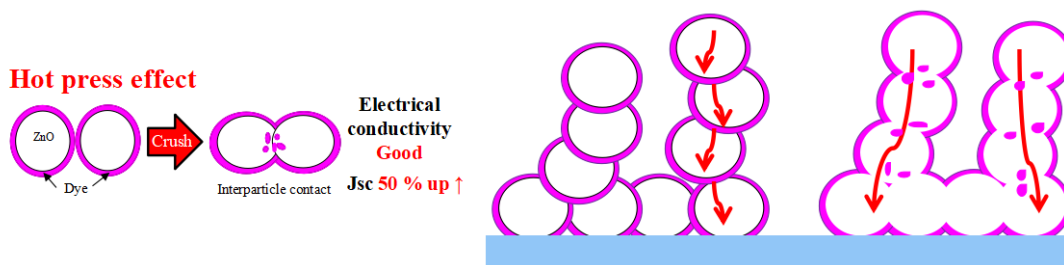 Hot press effect
ZnO
Dye
Crush
Interparticle contact
Electrical
conductivity
Good
Jsc 50 % up ↑